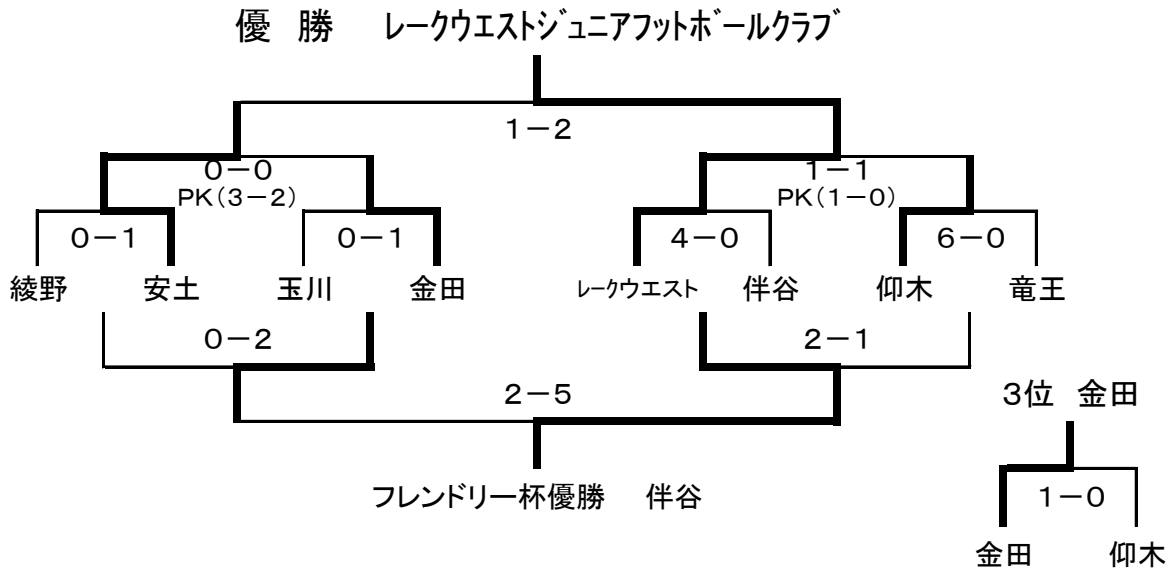 優 勝　レークウエストジュニアフットボールクラブ
1－2
0－0　1－1
PK(3－2)　PK(1－0)
0－1　0－1　4－0　6－0
綾野　安土　玉川　金田　レークウエスト　伴谷　仰木　竜王
0－2　2－1
2－5　3位　金田
フレンドリー杯優勝　伴谷　1－0
金田　仰木